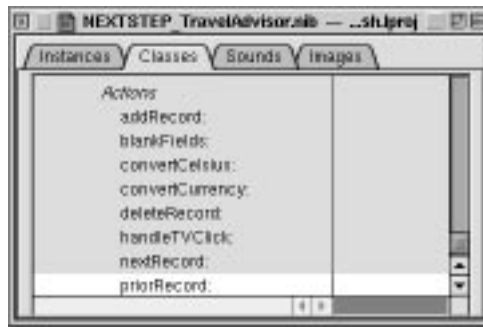 NEXTSTEP_TravelAdvisor.nib — ...sh.lproj
Instances Classes Sounds Images
Actions
addRecord:
blankFields:
convertCelsius:
convertCurrency:
deleteRecord:
handleTVClick:
nextRecord:
priorRecord: